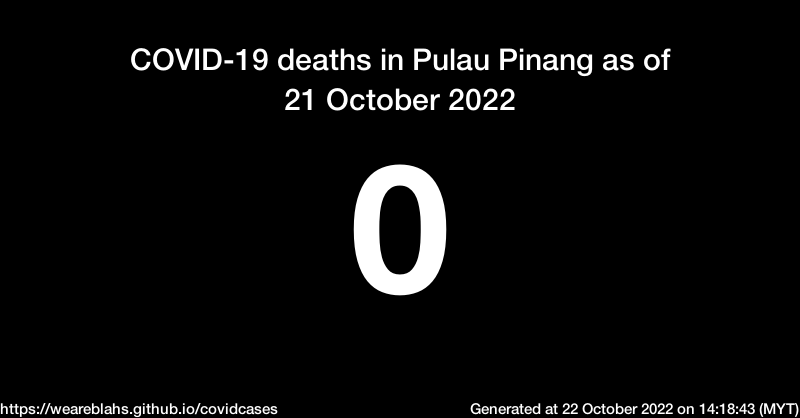 COVID-19 deaths in Pulau Pinang as of
21 October 2022
0
https://weareblahs.github.io/covidcases
Generated at 22 October 2022 on 14:18:43 (MYT)